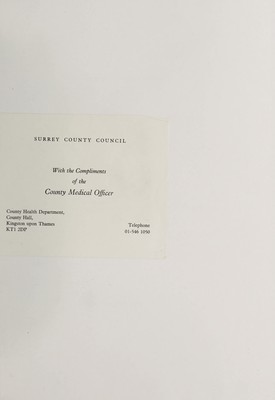 SURREY COUNTY COUNCIL
With the Compliments
of the
County Medical Officer
County Health Department,
County Hall,
Kingston upon Thames
KT1 2DP
Telephone
01-546 1050